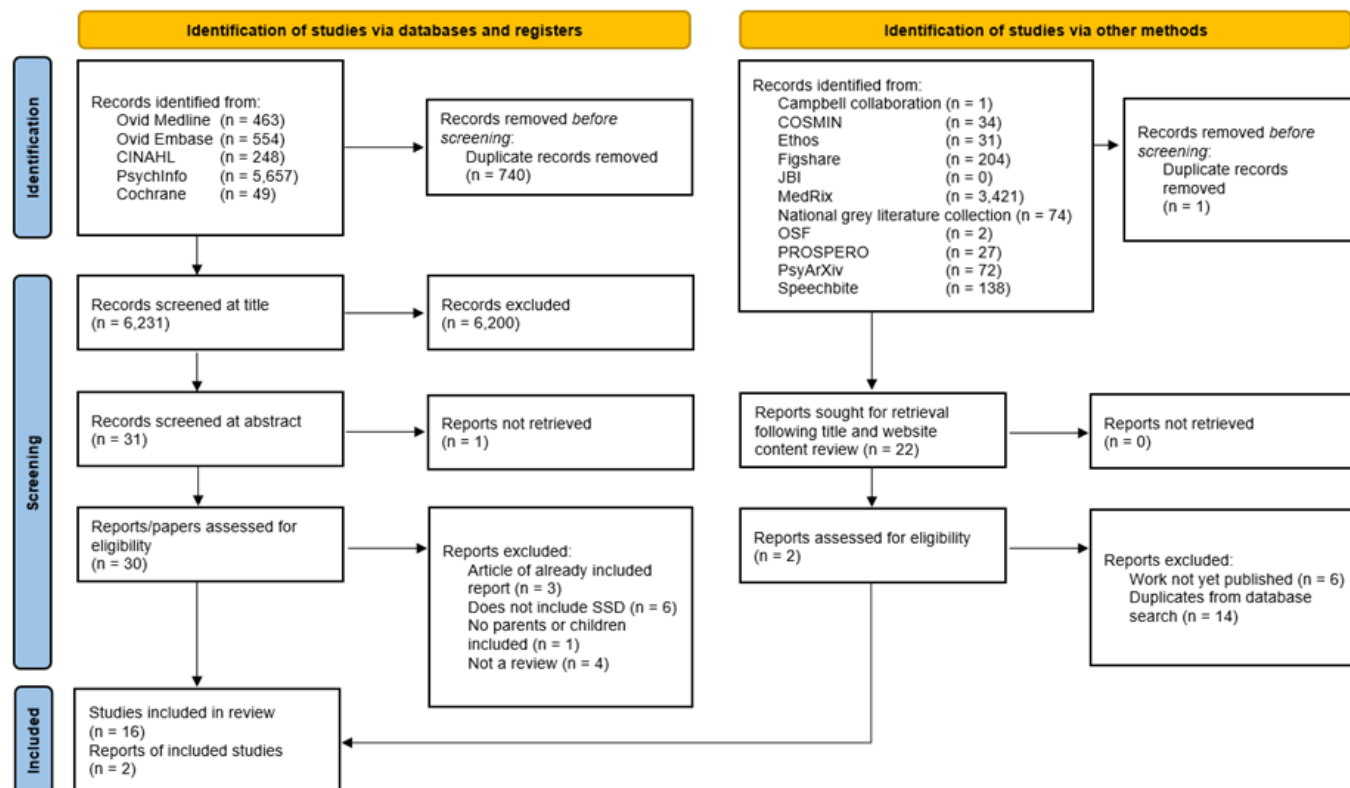 Identification of studies via databases and registers
Identification of studies via other methods
Identification
Records identified from:
Ovid Medline (n = 463)
Ovid Embase (n = 554)
CINAHL (n = 248)
PsychInfo (n = 5,657)
Cochrane (n = 49)
Records removed before
screening:
Duplicate records removed
(n = 740)
Records identified from:
Campbell collaboration (n = 1)
COSMIN (n = 34)
Ethos (n = 31)
Figshare (n = 204)
JBI (n = 0)
MedRix (n = 3,421)
National grey literature collection (n = 74)
OSF (n = 2)
PROSPERO (n = 27)
PsyArXiv (n = 72)
Speechbite (n = 138)
Records removed before
screening:
Duplicate records
removed
(n = 1)
Screening
Records screened at title
(n = 6,231)
Records excluded
(n = 6,200)
Records screened at abstract
(n = 31)
Reports not retrieved
(n = 1)
Reports sought for retrieval
following title and website
content review (n = 22)
Reports not retrieved
(n = 0)
Reports/papers assessed for
eligibility
(n = 30)
Reports excluded:
Article of already included
report (n = 3)
Does not include SSD (n = 6)
No parents or children
included (n = 1)
Not a review (n = 4)
Reports assessed for eligibility
(n = 2)
Reports excluded:
Work not yet published (n = 6)
Duplicates from database
search (n = 14)
Included
Studies included in review
(n = 16)
Reports of included studies
(n = 2)